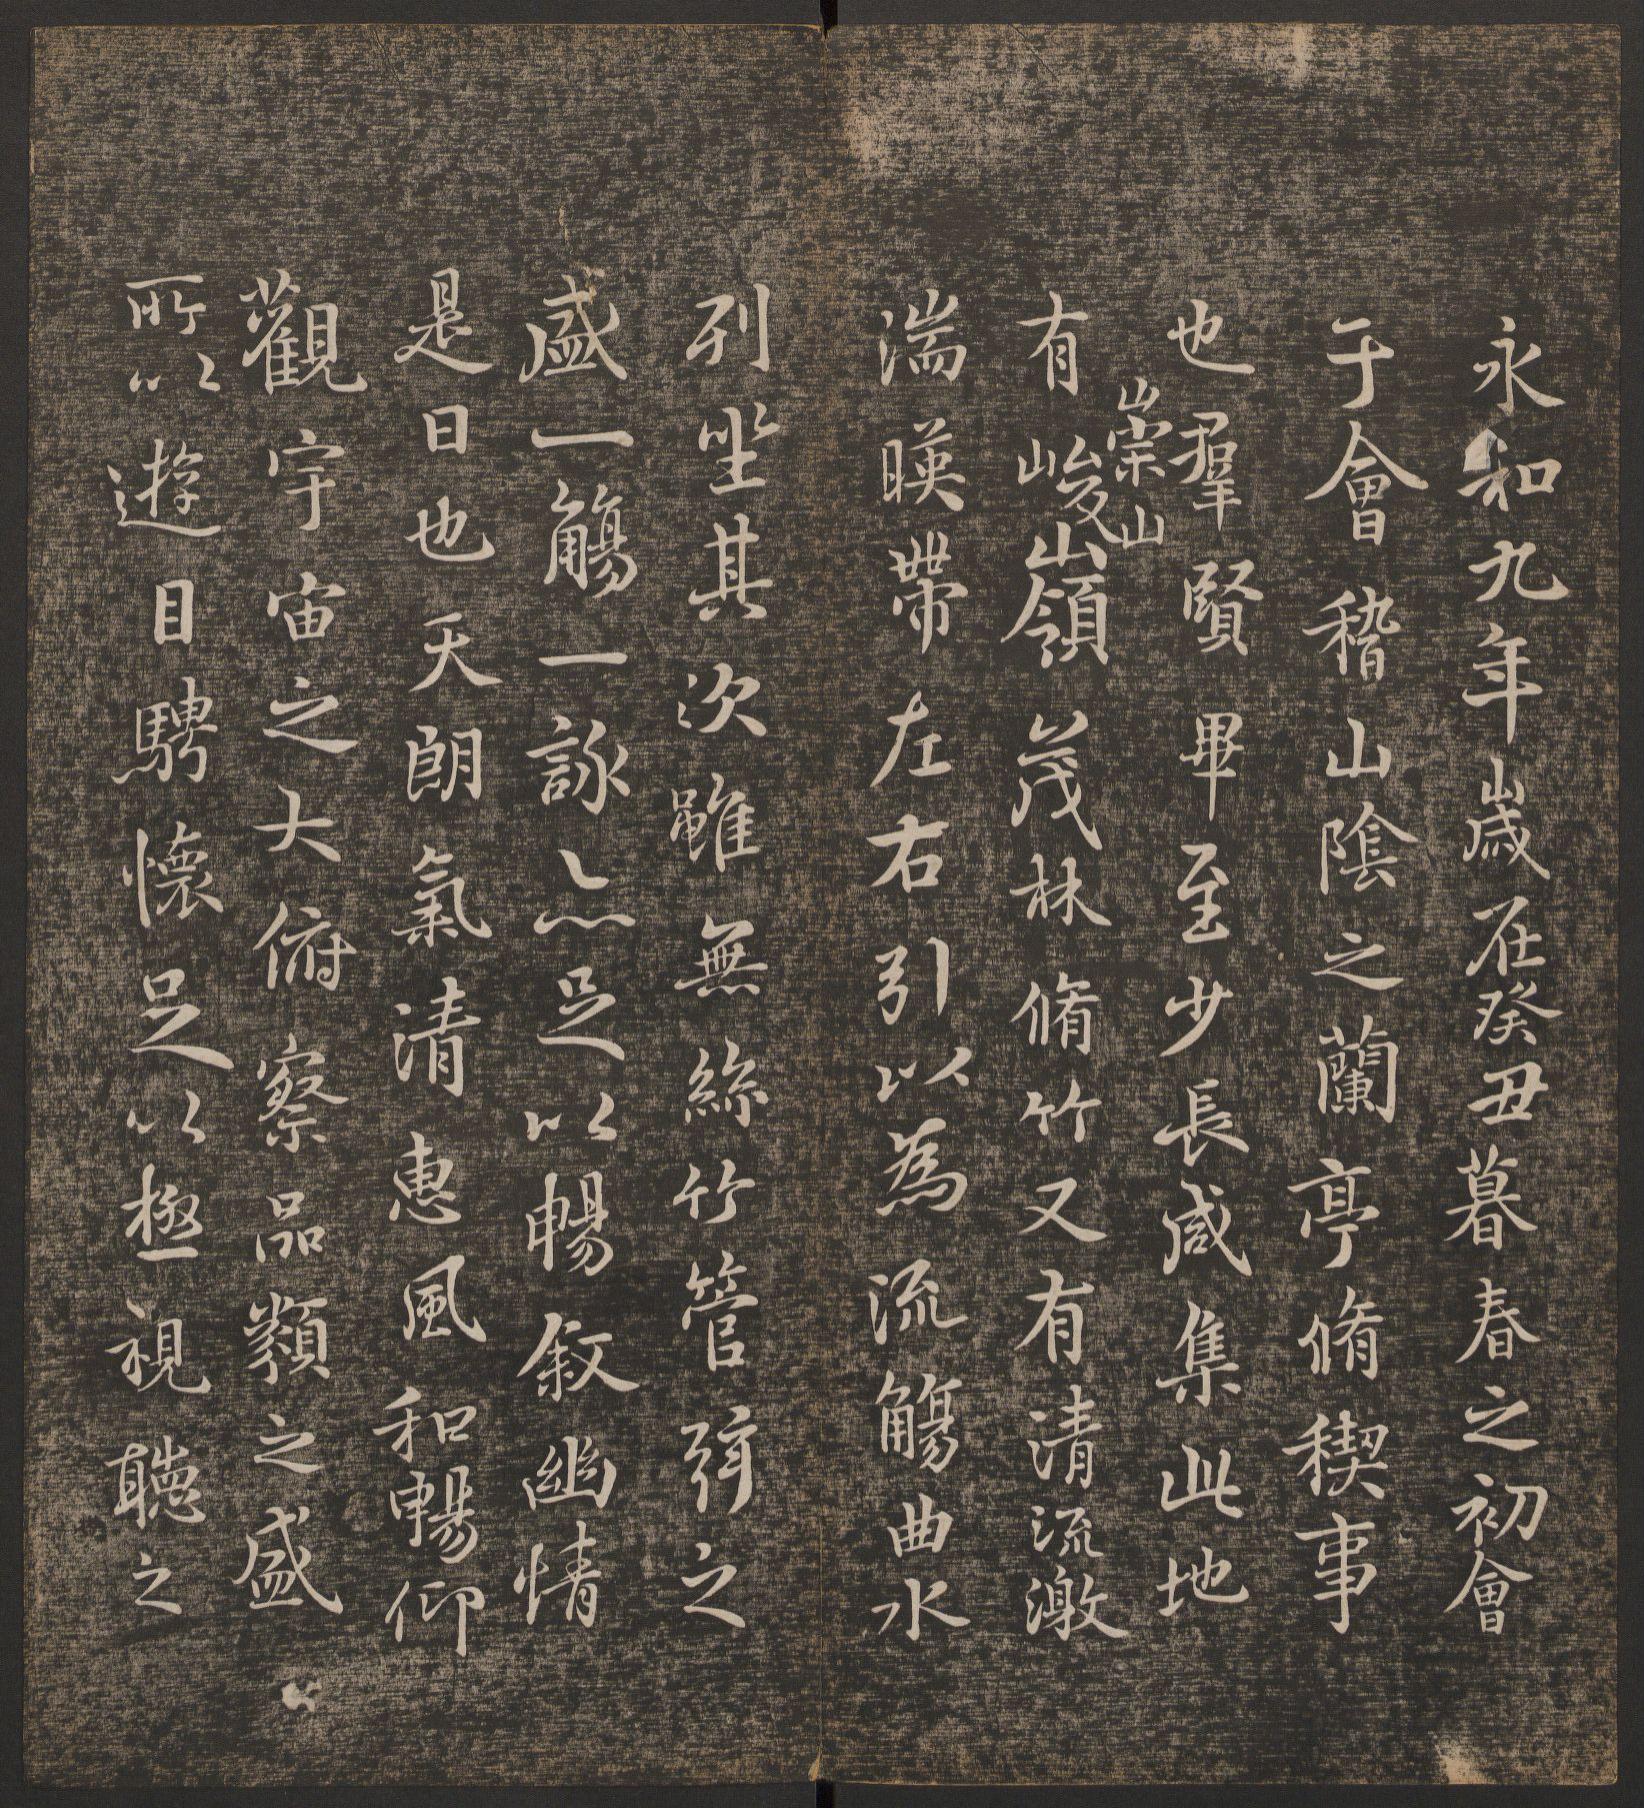 永和九年歲在癸丑暮春之初會
于會稽山陰之蘭亭脩稧事
也羣賢畢至少長咸集此地
有崇山峻領茂林脩竹又有清流激
湍暎帶左右引以為流觴曲水
列坐其次雖無絲竹管弦之
盛一觴一詠亦足以暢敘幽情
是日也天朗氣清惠風和暢仰
觀宇宙之大俯察品類之盛
所以遊目騁懷足以極視聽之